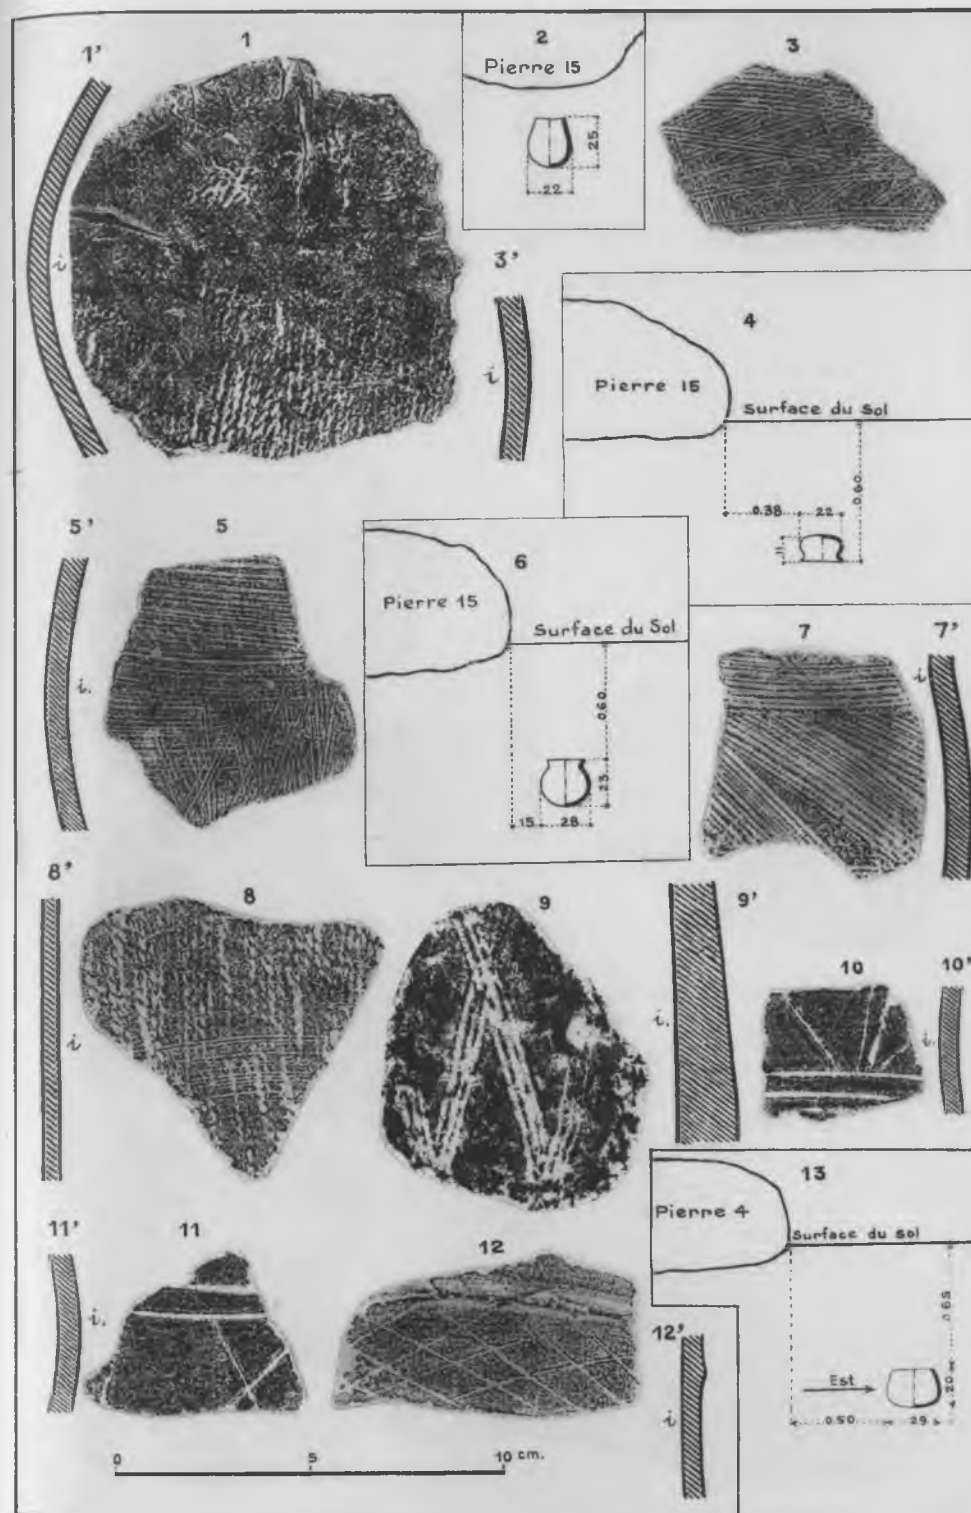 1'
1
2
Pierre 15
25
22
3
3'
i
i
4
Pierre 15
Surface du Sol
0.38
22
0.60
11
5'
5
i.
6
Pierre 15
Surface du Sol
0.60
23
15
28
7
7'
i
8'
8
i
9
9'
i.
10
10'
i.
11'
11
i.
12
12'
i
13
Pierre 4
Surface du sol
0.65
20
Est
0.50
29
0
5
10 cm.